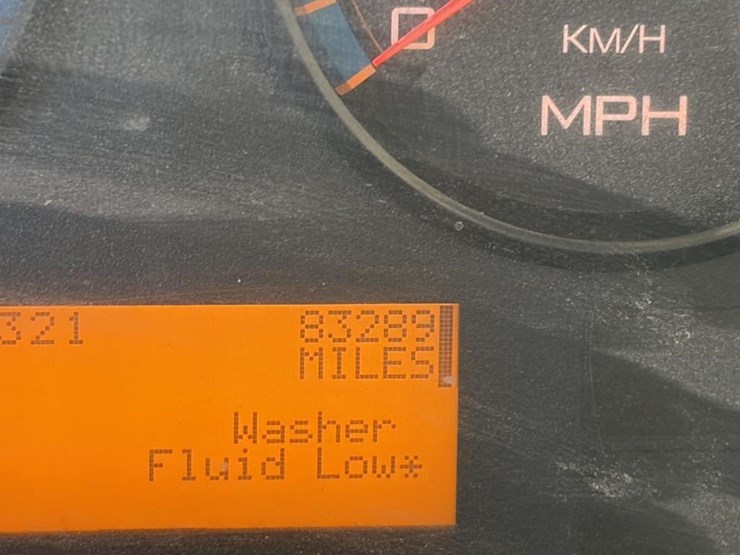 0
KM/H
MPH
321 83289
MILES
Washer
Fluid Low*